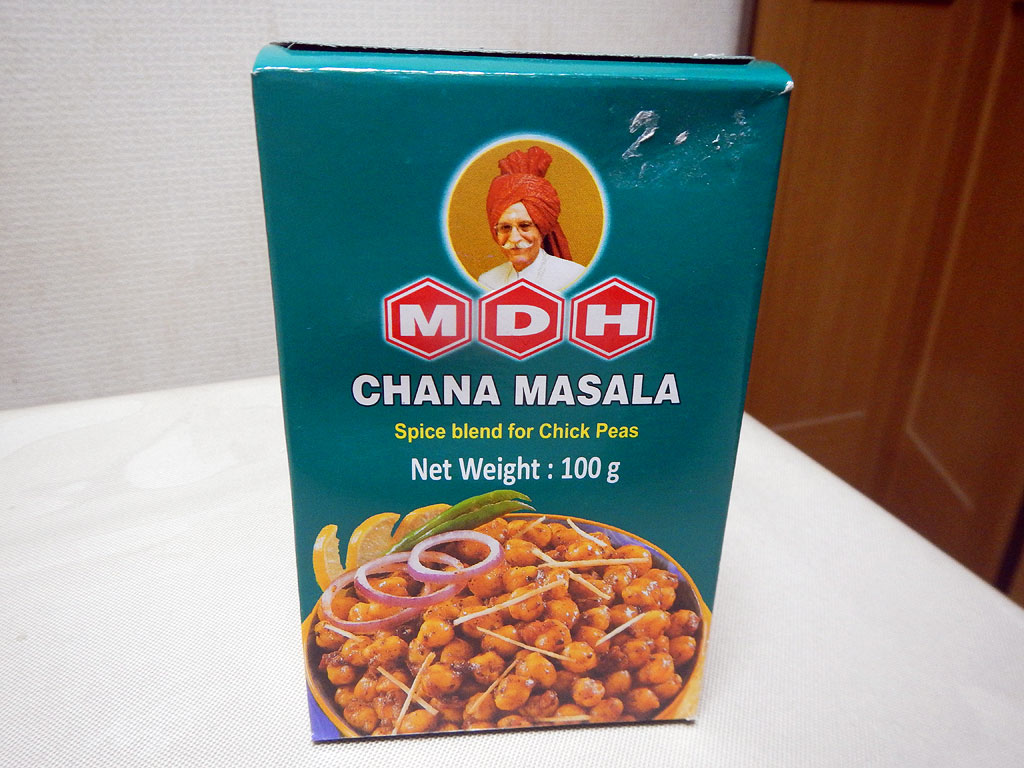 MDH
CHANA MASALA
Spice blend for Chick Peas
Net Weight : 100 g